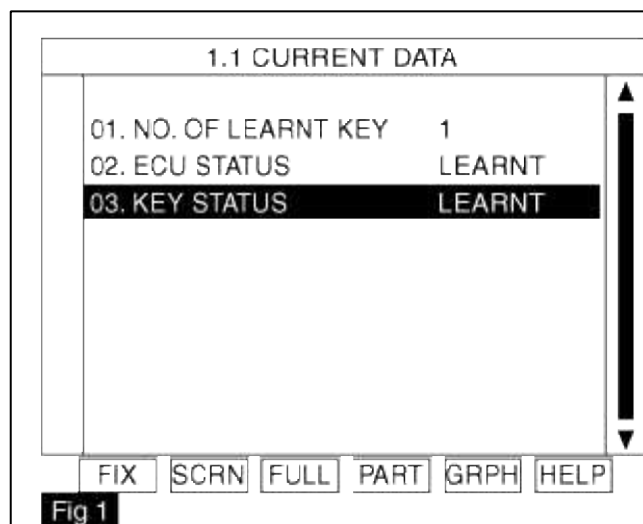 1.1 CURRENT DATA
01. NO. OF LEARNT KEY 1
02. ECU STATUS LEARNT
03. KEY STATUS LEARNT
FIX SCRN FULL PART GRPH HELP
Fig 1